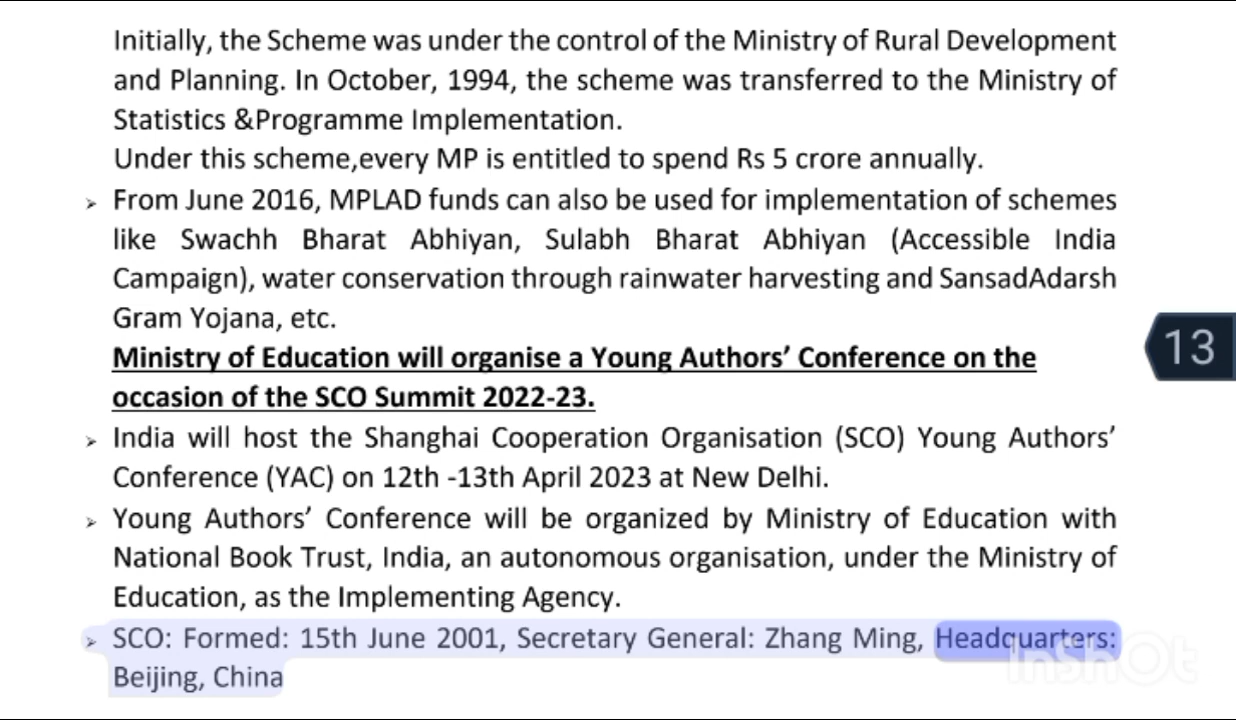 Initially, the Scheme was under the control of the Ministry of Rural Development
and Planning. In October, 1994, the scheme was transferred to the Ministry of
Statistics &Programme Implementation.
Under this scheme,every MP is entitled to spend Rs 5 crore annually.
➢ From June 2016, MPLAD funds can also be used for implementation of schemes
like Swachh Bharat Abhiyan, Sulabh Bharat Abhiyan (Accessible India
Campaign), water conservation through rainwater harvesting and SansadAdarsh
Gram Yojana, etc.
Ministry of Education will organise a Young Authors’ Conference on the
occasion of the SCO Summit 2022-23.
13
➢ India will host the Shanghai Cooperation Organisation (SCO) Young Authors’
Conference (YAC) on 12th -13th April 2023 at New Delhi.
➢ Young Authors’ Conference will be organized by Ministry of Education with
National Book Trust, India, an autonomous organisation, under the Ministry of
Education, as the Implementing Agency.
➢ SCO: Formed: 15th June 2001, Secretary General: Zhang Ming, Headquarters:
Beijing, China
InShOt